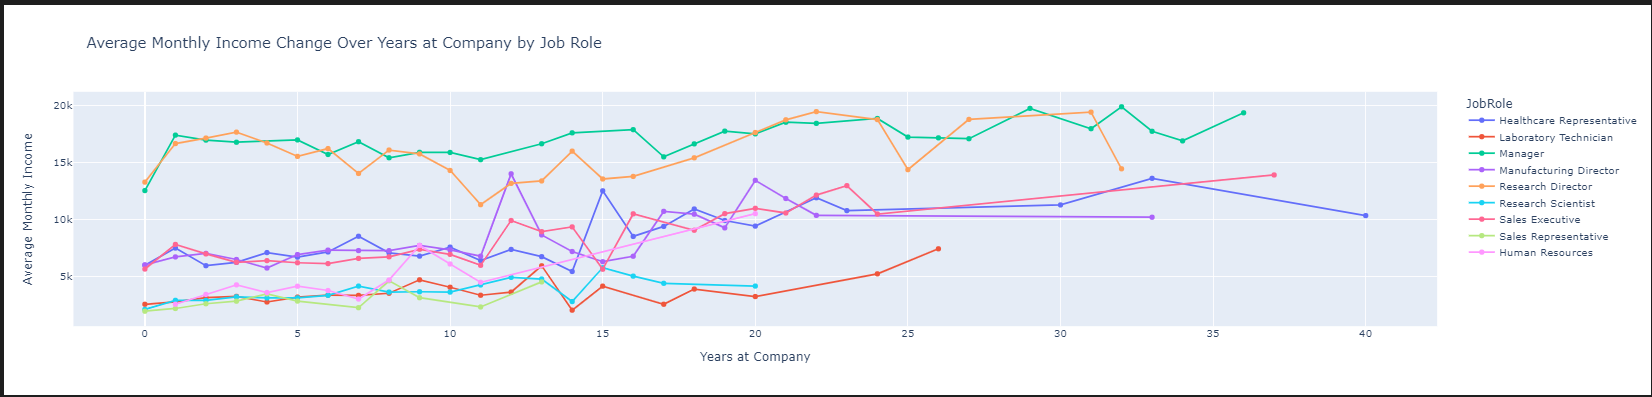 Average Monthly Income Change Over Years at Company by Job Role
JobRole
Healthcare Representative
Laboratory Technician
Manager
Manufacturing Director
Research Director
Research Scientist
Sales Executive
Sales Representative
Human Resources
Average Monthly Income
20k
15k
10k
5k
0 5 10 15 20 25 30 35 40
Years at Company